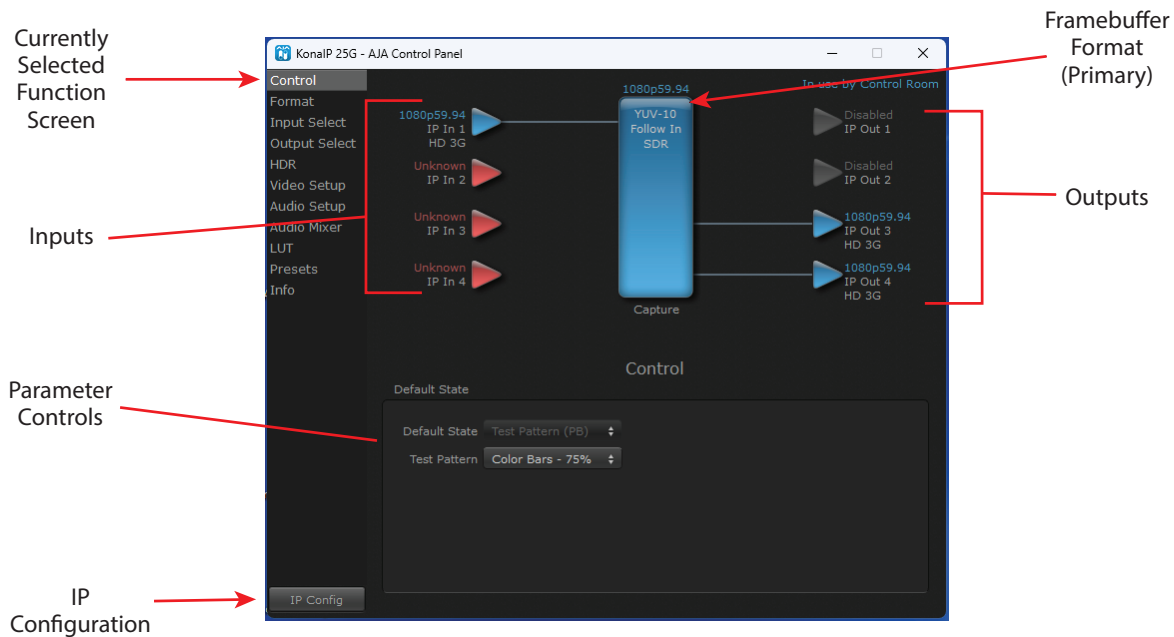 Currently
Selected
Function
Screen
Framebuffer
Format
(Primary)
KonaIP 25G - AJA Control Panel
Control
Format
Input Select
Output Select
HDR
Video Setup
Audio Setup
Audio Mixer
LUT
Presets
Info
In use by Control Room
1080p59.94
YUV-10
Follow In
SDR
Capture
1080p59.94
IP In 1
HD 3G
Unknown
IP In 2
Unknown
IP In 3
Unknown
IP In 4
Disabled
IP Out 1
Disabled
IP Out 2
1080p59.94
IP Out 3
HD 3G
1080p59.94
IP Out 4
HD 3G
Inputs
Outputs
Control
Default State
Default State Test Pattern (PB)
Test Pattern Color Bars - 75%
Parameter
Controls
IP Config
IP
Configuration